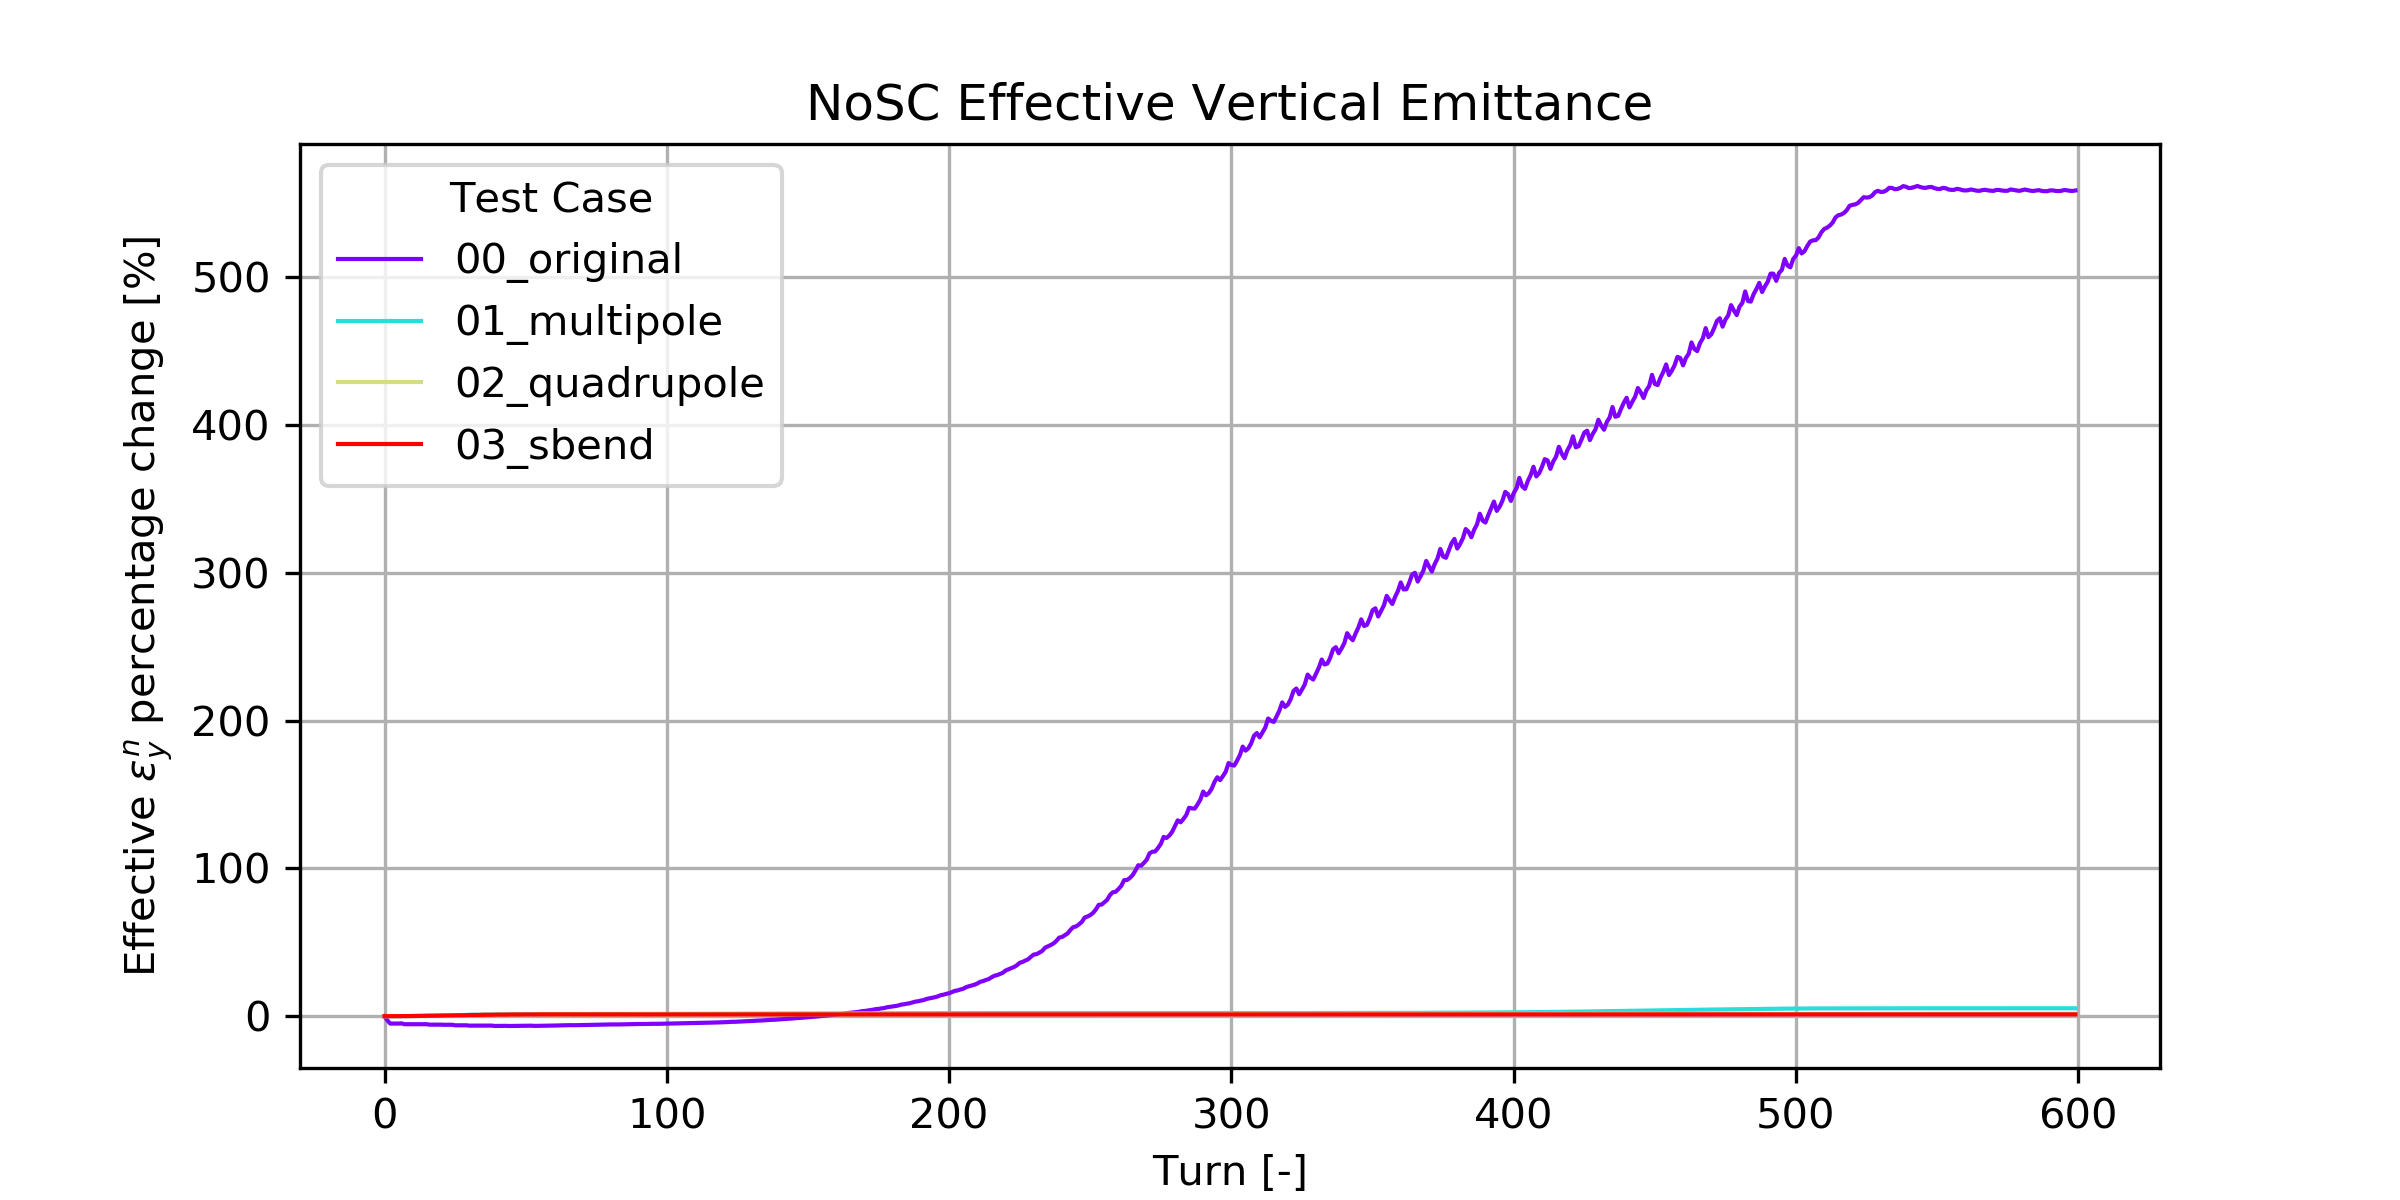 NoSC Effective Vertical Emittance
Test Case
00_original
01_multipole
02_quadrupole
03_sbend
Effective ε_y^n percentage change [%]
500
400
300
200
100
0
0 100 200 300 400 500 600
Turn [-]